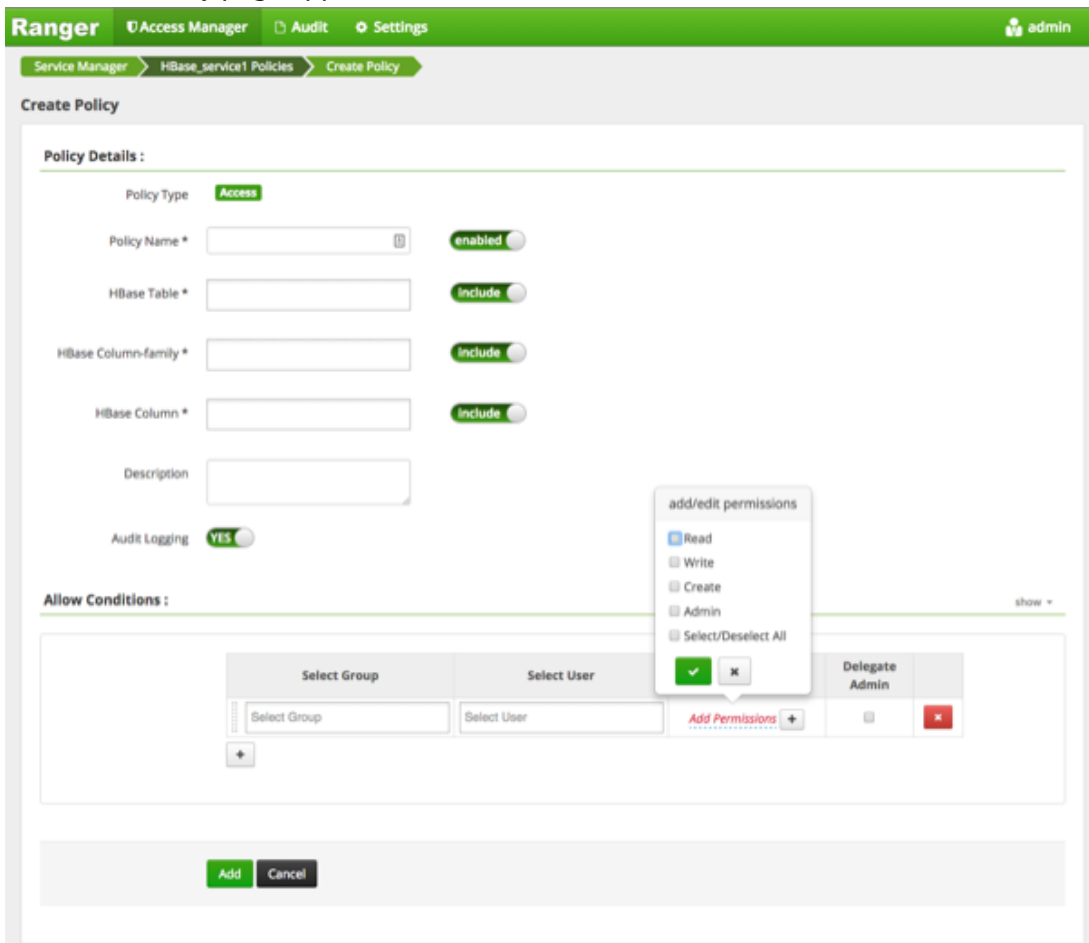 Ranger Access Manager Audit Settings admin
Service Manager HBase_service1 Policies Create Policy
Create Policy
Policy Details :
Policy Type Access
Policy Name * enabled
HBase Table * include
HBase Column-family * include
HBase Column * include
Description
Audit Logging YES
add/edit permissions
Read
Write
Create
Admin
Select/Deselect All
Allow Conditions : show
Select Group Select User Delegate Admin
Select Group Select User Add Permissions +
+
Add Cancel